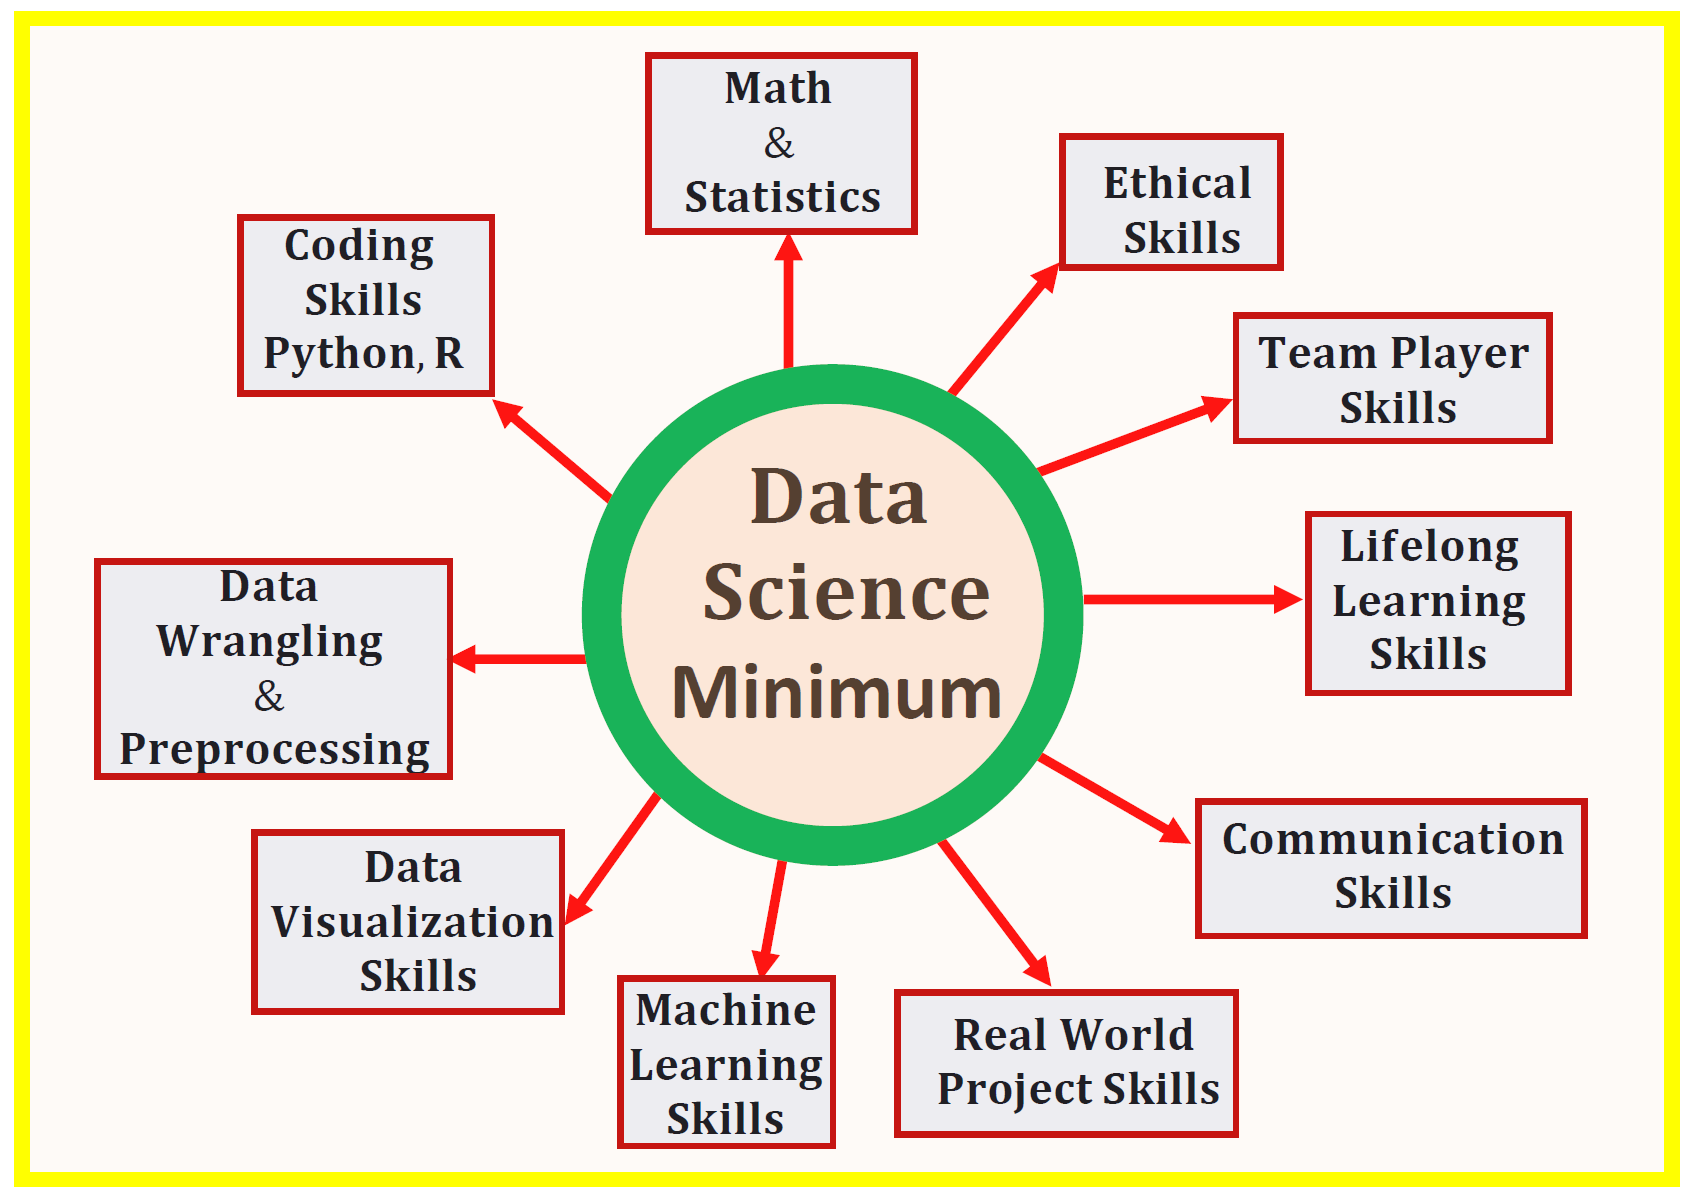 Math
&
Statistics
Ethical
Skills
Team Player
Skills
Lifelong
Learning
Skills
Communication
Skills
Real World
Project Skills
Machine
Learning
Skills
Data
Visualization
Skills
Data
Wrangling
&
Preprocessing
Coding
Skills
Python, R
Data
Science
Minimum